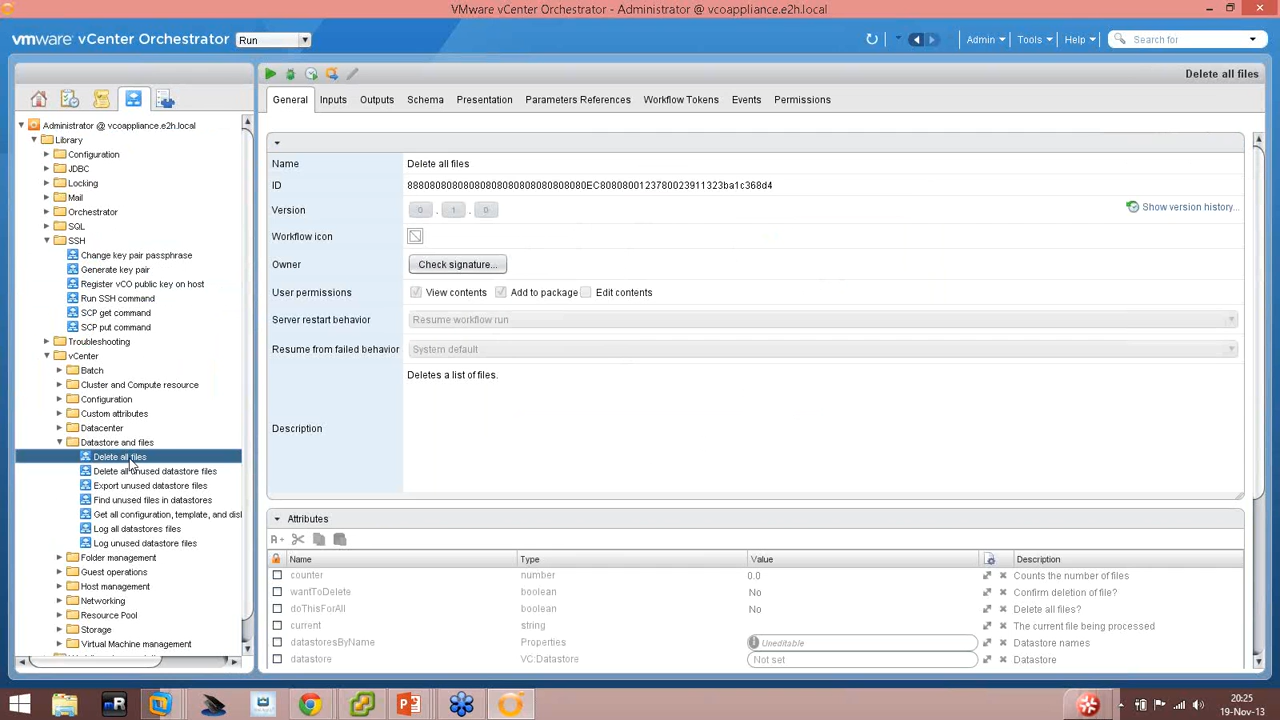 VMware vCenter Orchestrator - Administrator @ vcoappliance.e2h.local
vmware vCenter Orchestrator Run Admin Tools Help Search for
Delete all files
General Inputs Outputs Schema Presentation Parameters References Workflow Tokens Events Permissions
Administrator @ vcoappliance.e2h.local
Library
Configuration
JDBC
Locking
Mail
Orchestrator
SQL
SSH
Change key pair passphrase
Generate key pair
Register vCO public key on host
Run SSH command
SCP get command
SCP put command
Troubleshooting
vCenter
Batch
Cluster and Compute resource
Configuration
Custom attributes
Datacenter
Datastore and files
Delete all files
Delete all unused datastore files
Export unused datastore files
Find unused files in datastores
Get all configuration, template, and disl
Log all datastores files
Log unused datastore files
Folder management
Guest operations
Host management
Networking
Resource Pool
Storage
Virtual Machine management
Name Delete all files
Version 0 . 1 . 0 Show version history...
Workflow icon
Owner Check signature...
User permissions View contents Add to package Edit contents
Server restart behavior Resume workflow run
Resume from failed behavior System default
Deletes a list of files.
Description
Attributes
Name Type Value Description
counter number 0.0 Counts the number of files
wantToDelete boolean No Confirm deletion of file?
doThisForAll boolean No Delete all files?
current string The current file being processed
datastoresByName Properties Uneditable Datastore names
datastore VC:Datastore Not set Datastore
20:25
19-Nov-13